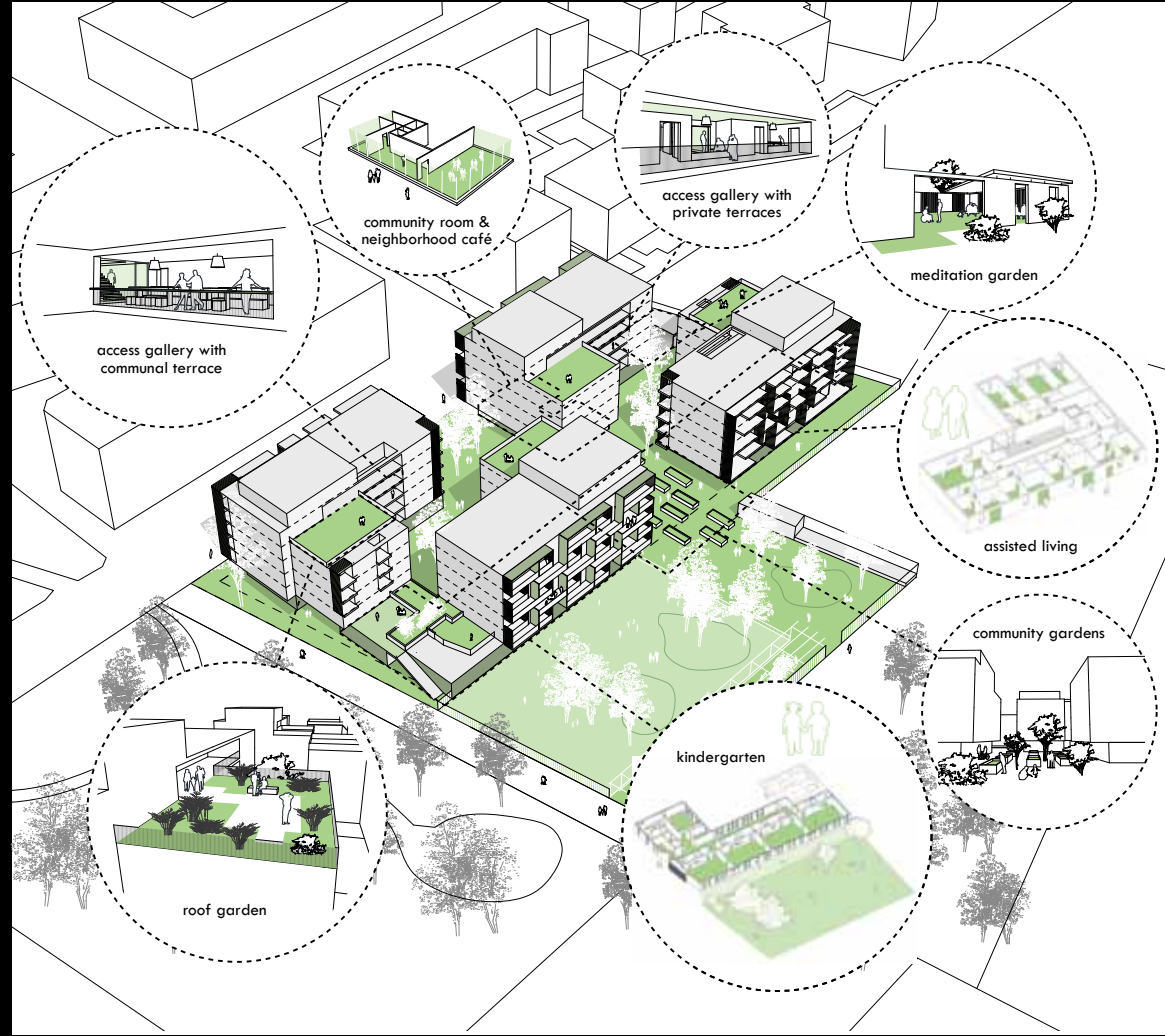 community room &
neighborhood café
access gallery with
private terraces
meditation garden
access gallery with
communal terrace
assisted living
community gardens
kindergarten
roof garden